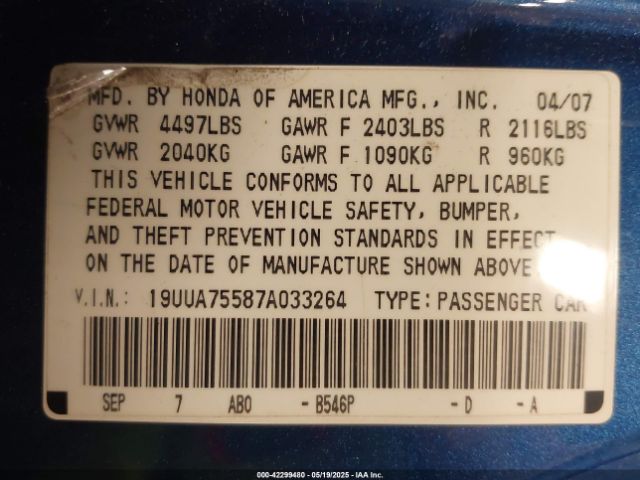 MFD. BY HONDA OF AMERICA MFG., INC. 04/07
GVWR 4497LBS GAWR F 2403LBS R 2116LBS
GVWR 2040KG GAWR F 1090KG R 960KG
THIS VEHICLE CONFORMS TO ALL APPLICABLE
FEDERAL MOTOR VEHICLE SAFETY, BUMPER,
AND THEFT PREVENTION STANDARDS IN EFFECT
ON THE DATE OF MANUFACTURE SHOWN ABOVE
V.I.N.: 19UUA75587A033264 TYPE: PASSENGER CAR
SEP 7 AB0 - B546P - D - A
000-42299480 - 05/19/2025 - IAA Inc.